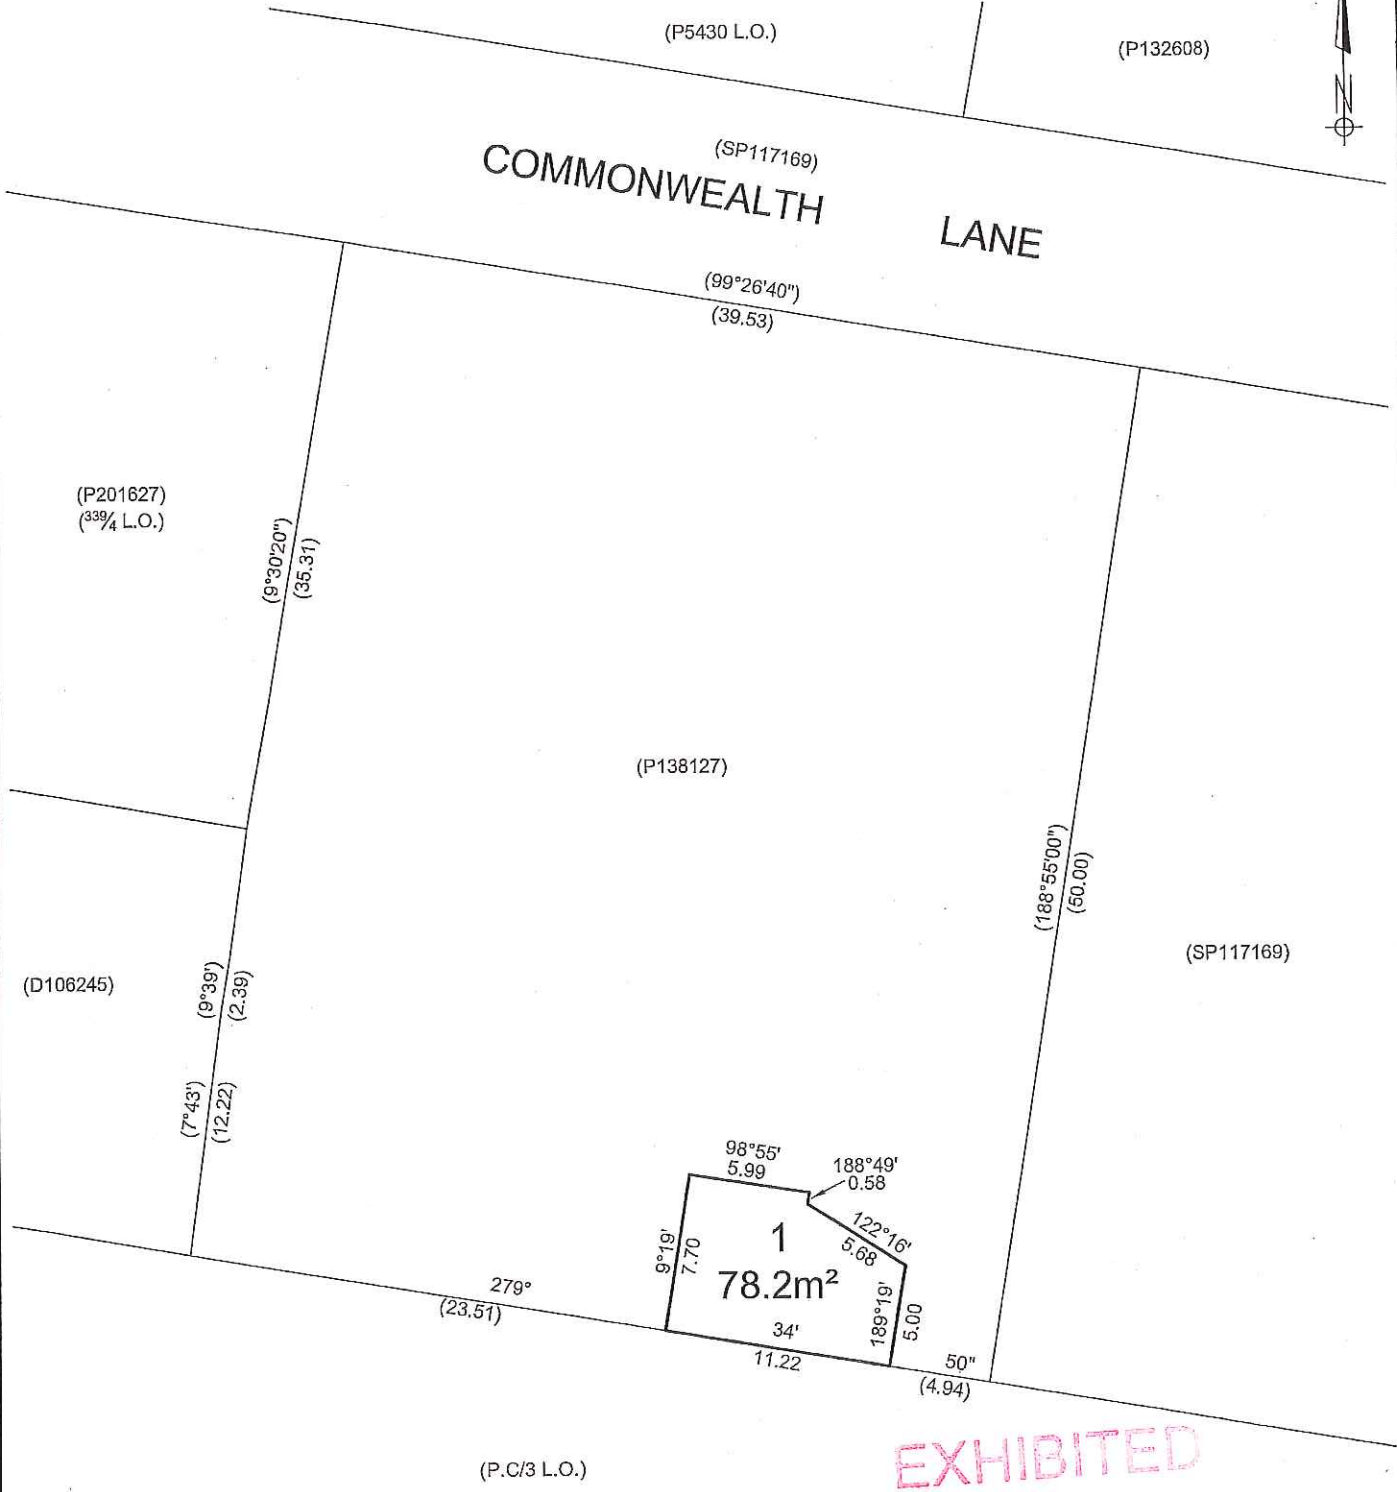 (P5430 L.O.)
(P132608)
N
(SP117169)
COMMONWEALTH LANE
(99°26'40")
(39.53)
(P201627)
(339/4 L.O.)
(9°30'20")
(35.31)
(P138127)
(188°55'00")
(50.00)
(SP117169)
(D106245)
(9°39')
(2.39)
(7°43')
(12.22)
98°55'
5.99
188°49'
0.58
122°16'
5.68
9°19'
7.70
1
78.2m²
189°19'
5.00
279°
(23.51)
34'
11.22
50"
(4.94)
(P.C/3 L.O.)
EXHIBITED